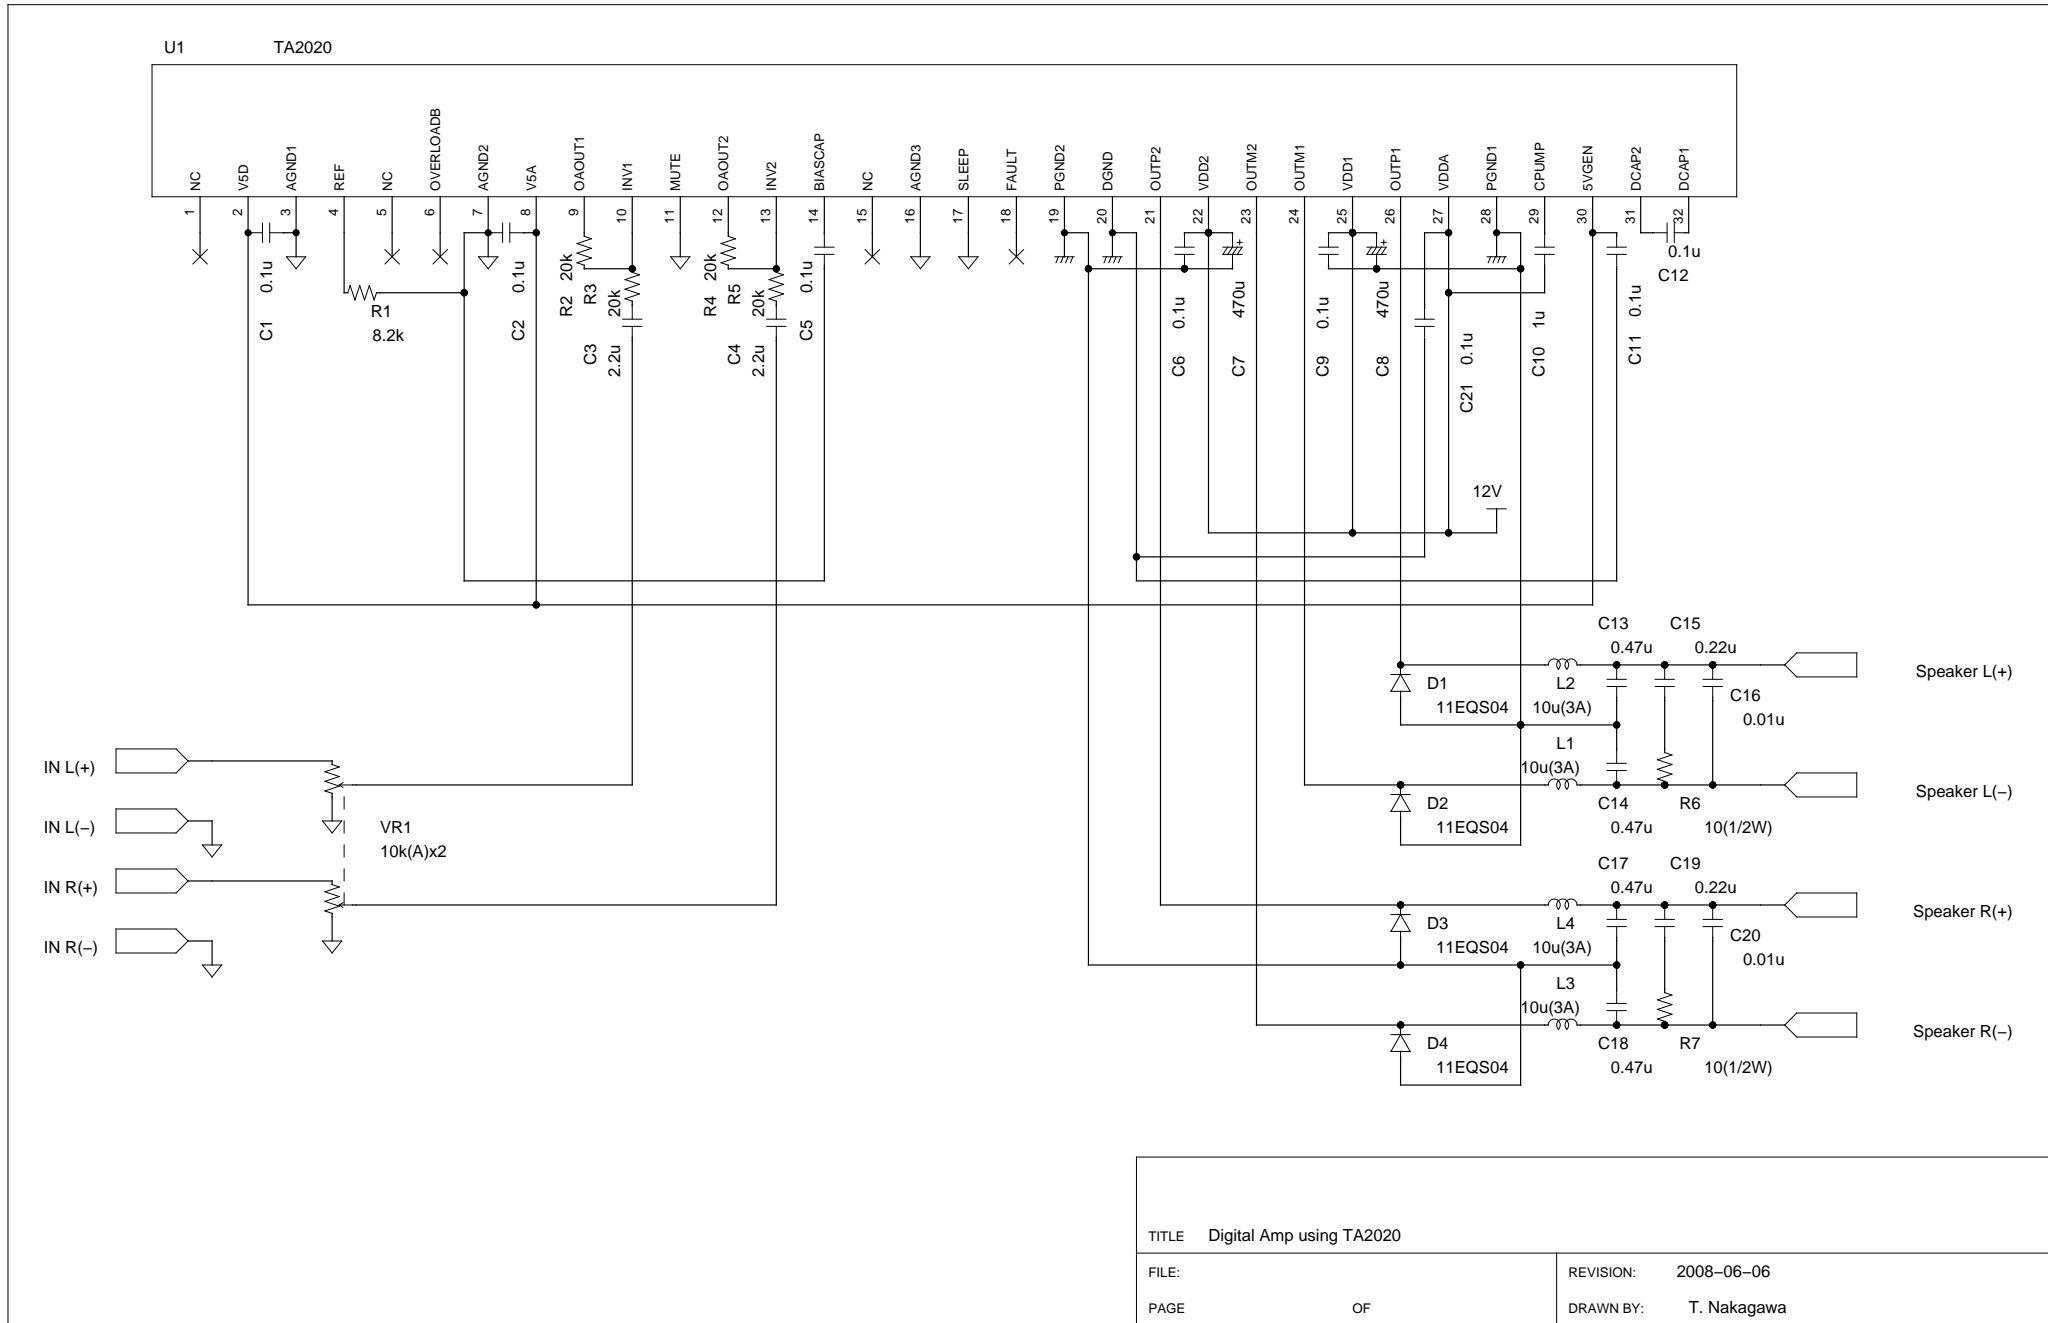 U1 TA2020
NC
V5D
AGND1
REF
NC
OVERLOADB
AGND2
V5A
OAOUT1
INV1
MUTE
OAOUT2
INV2
BIASCAP
NC
AGND3
SLEEP
FAULT
PGND2
DGND
OUTP2
VDD2
OUTM2
OUTM1
VDD1
OUTP1
VDDA
PGND1
CPUMP
5VGEN
DCAP2
DCAP1
1
2
3
4
5
6
7
8
9
10
11
12
13
14
15
16
17
18
19
20
21
22
23
24
25
26
27
28
29
30
31
32
C1 0.1u
R1
8.2k
C2 0.1u
R2 20k
R3 20k
C3 2.2u
R4 20k
R5 20k
C4 2.2u
C5 0.1u
C6 0.1u
C7 470u
+
C9 0.1u
C8 470u
+
C21 0.1u
C10 1u
C11 0.1u
0.1u
C12
12V
C13 C15
0.47u 0.22u
Speaker L(+)
D1 L2 C16
11EQS04 10u(3A) 0.01u
L1
10u(3A)
Speaker L(−)
D2 C14 R6
11EQS04 0.47u 10(1/2W)
C17 C19
0.47u 0.22u
Speaker R(+)
D3 L4 C20
11EQS04 10u(3A) 0.01u
L3
10u(3A)
Speaker R(−)
D4 C18 R7
11EQS04 0.47u 10(1/2W)
IN L(+)
IN L(−)
VR1
10k(A)x2
IN R(+)
IN R(−)
TITLE Digital Amp using TA2020
FILE: REVISION: 2008−06−06
PAGE OF DRAWN BY: T. Nakagawa